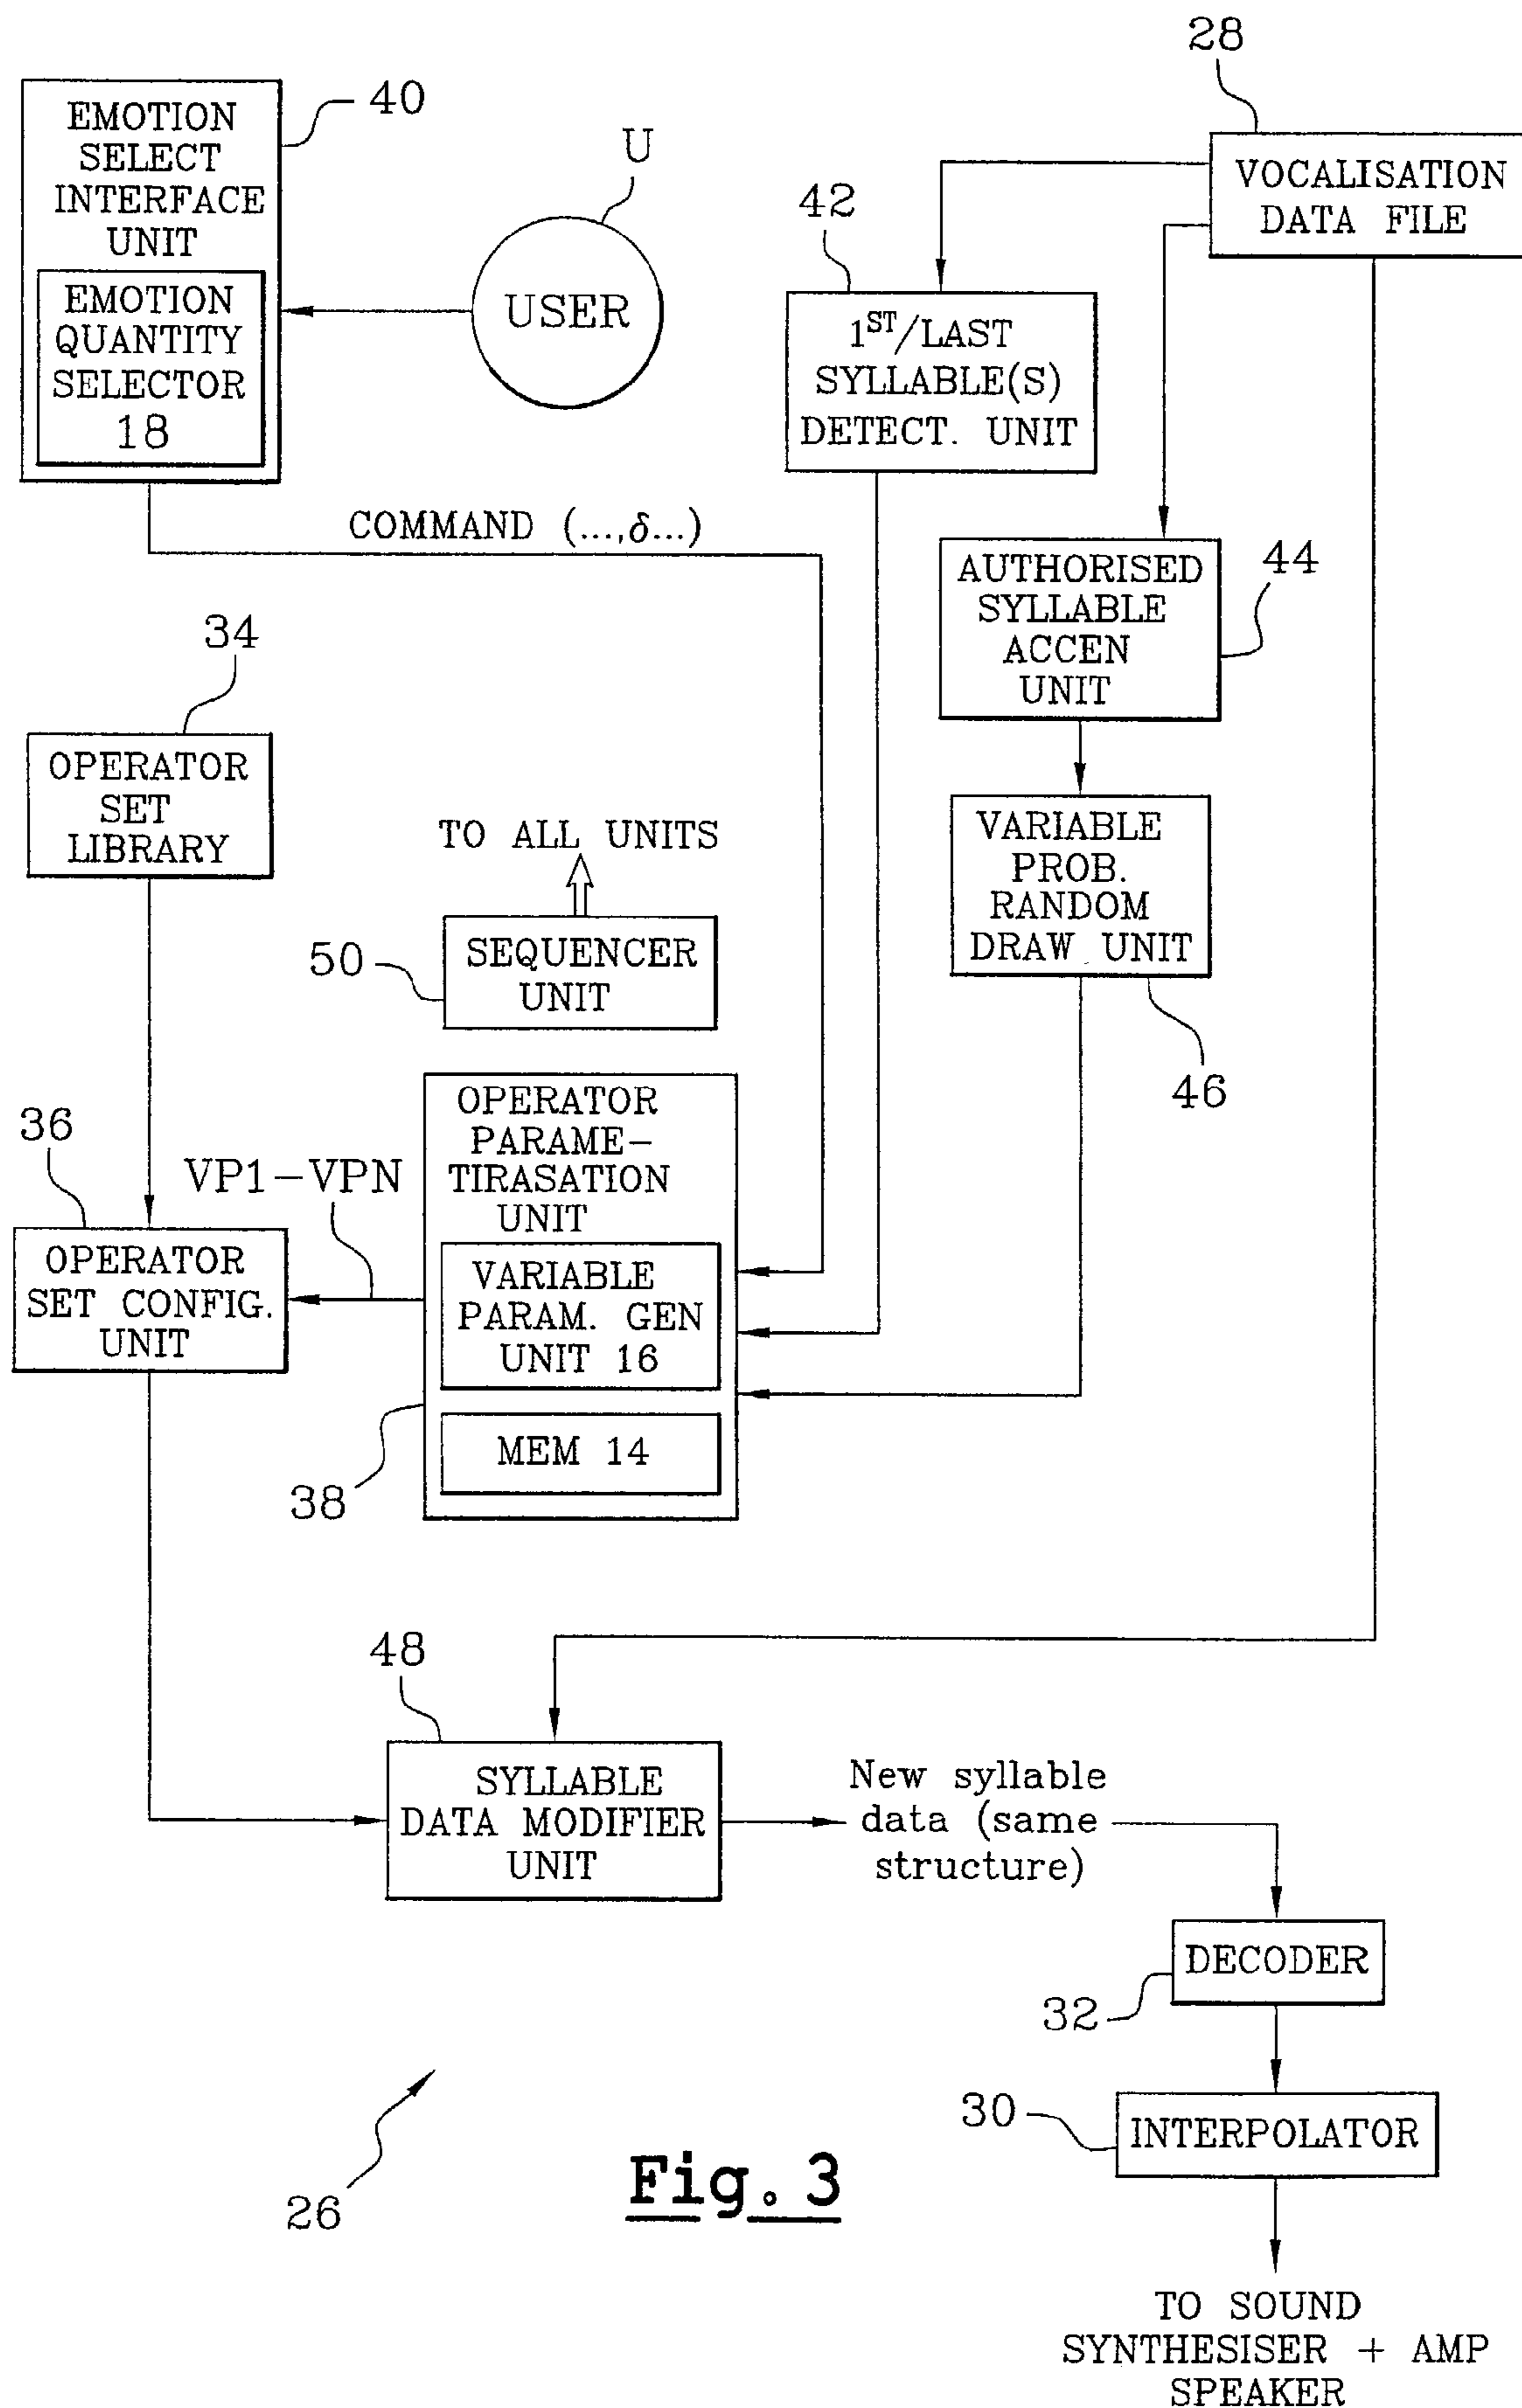 28
EMOTION
SELECT
INTERFACE
UNIT
40
EMOTION
QUANTITY
SELECTOR
18
U
USER
VOCALISATION
DATA FILE
42
1ST/LAST
SYLLABLE(S)
DETECT. UNIT
COMMAND (...,δ...)
AUTHORISED
SYLLABLE
ACCEN
UNIT
44
34
OPERATOR
SET
LIBRARY
TO ALL UNITS
50
SEQUENCER
UNIT
VARIABLE
PROB.
RANDOM
DRAW UNIT
46
36
VP1-VPN
OPERATOR
PARAME-
TIRASATION
UNIT
OPERATOR
SET CONFIG.
UNIT
VARIABLE
PARAM. GEN
UNIT 16
MEM 14
38
48
SYLLABLE
DATA MODIFIER
UNIT
New syllable
data (same
structure)
DECODER
32
30
INTERPOLATOR
26
Fig. 3
TO SOUND
SYNTHESISER + AMP
SPEAKER